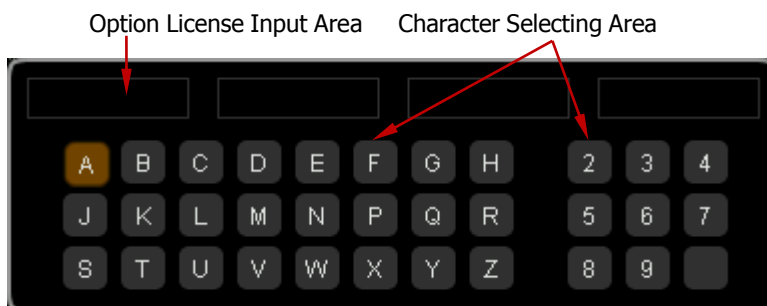 Option License Input Area Character Selecting Area
A B C D E F G H 2 3 4
J K L M N P Q R 5 6 7
S T U V W X Y Z 8 9